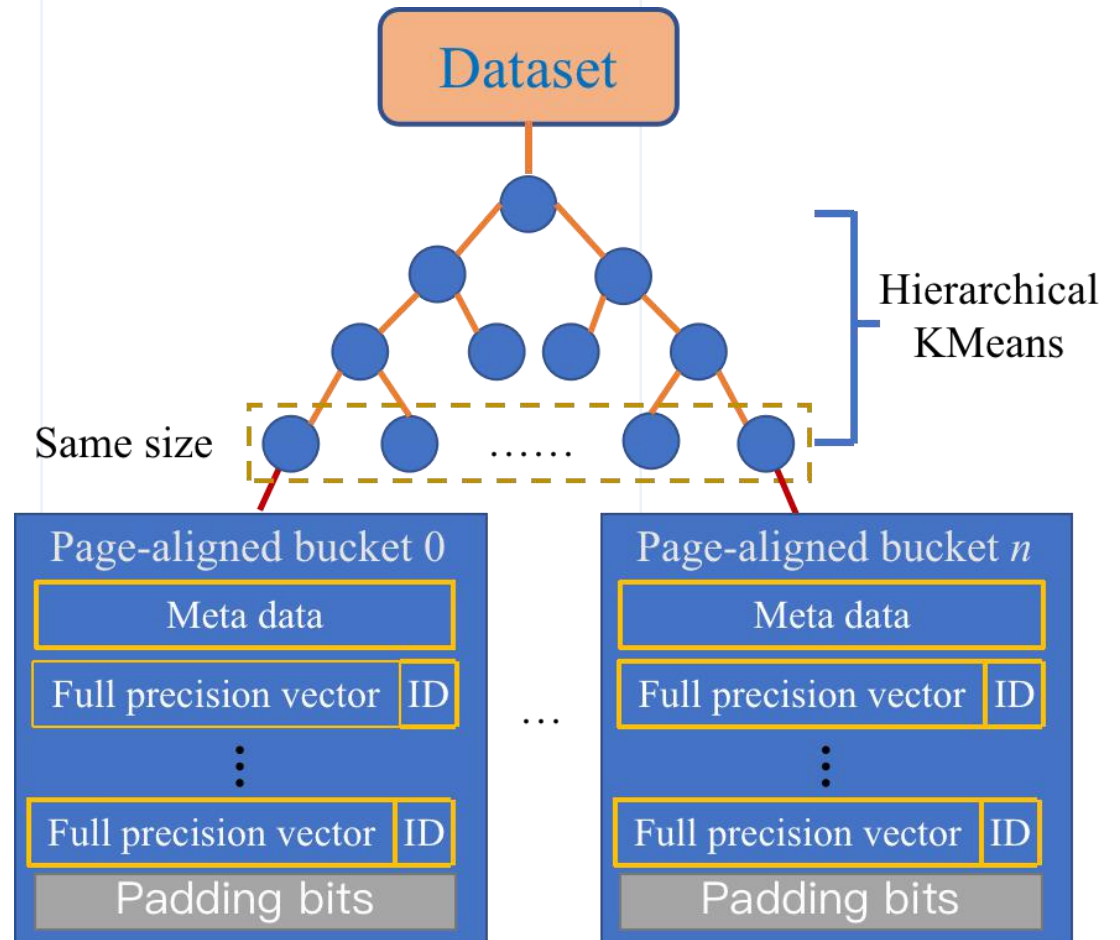 Dataset
Hierarchical
KMeans
Same size
......
Page-aligned bucket 0
Meta data
Full precision vector ID
Full precision vector ID
Padding bits
...
Page-aligned bucket n
Meta data
Full precision vector ID
Full precision vector ID
Padding bits